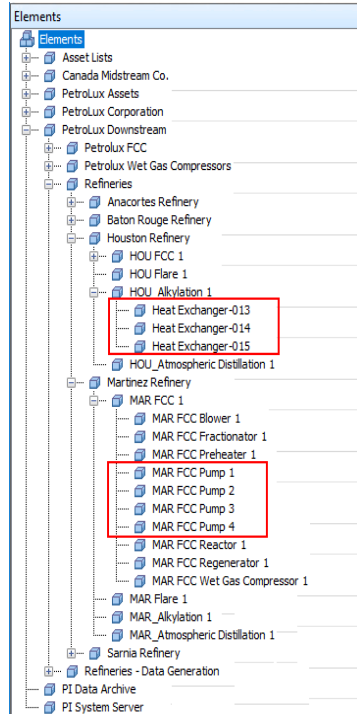 Elements
Elements
Asset Lists
Canada Midstream Co.
PetroLux Assets
PetroLux Corporation
PetroLux Downstream
Petrolux FCC
Petrolux Wet Gas Compressors
Refineries
Anacortes Refinery
Baton Rouge Refinery
Houston Refinery
HOU FCC 1
HOU Flare 1
HOU_Alkylation 1
Heat Exchanger-013
Heat Exchanger-014
Heat Exchanger-015
HOU_Atmospheric Distillation 1
Martinez Refinery
MAR FCC 1
MAR FCC Blower 1
MAR FCC Fractionator 1
MAR FCC Preheater 1
MAR FCC Pump 1
MAR FCC Pump 2
MAR FCC Pump 3
MAR FCC Pump 4
MAR FCC Reactor 1
MAR FCC Regenerator 1
MAR FCC Wet Gas Compressor 1
MAR Flare 1
MAR_Alkylation 1
MAR_Atmospheric Distillation 1
Sarnia Refinery
Refineries - Data Generation
PI Data Archive
PI System Server